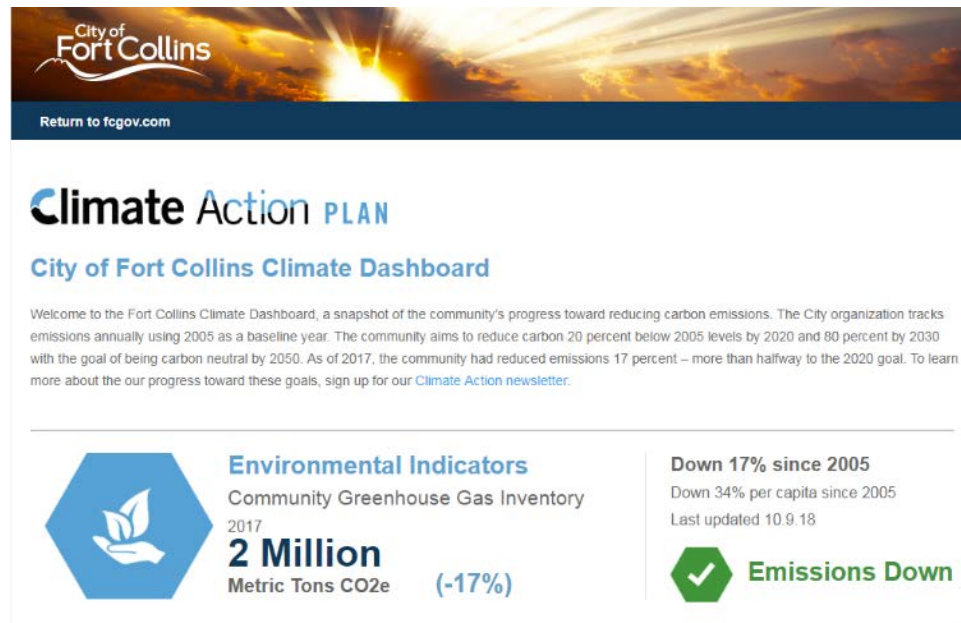 City of
Fort Collins
Return to fcgov.com
Climate Action PLAN
City of Fort Collins Climate Dashboard
Welcome to the Fort Collins Climate Dashboard, a snapshot of the community's progress toward reducing carbon emissions. The City organization tracks
emissions annually using 2005 as a baseline year. The community aims to reduce carbon 20 percent below 2005 levels by 2020 and 80 percent by 2030
with the goal of being carbon neutral by 2050. As of 2017, the community had reduced emissions 17 percent – more than halfway to the 2020 goal. To learn
more about the our progress toward these goals, sign up for our Climate Action newsletter.
Environmental Indicators
Community Greenhouse Gas Inventory
2017
2 Million
Metric Tons CO2e (-17%)
Down 17% since 2005
Down 34% per capita since 2005
Last updated 10.9.18
Emissions Down